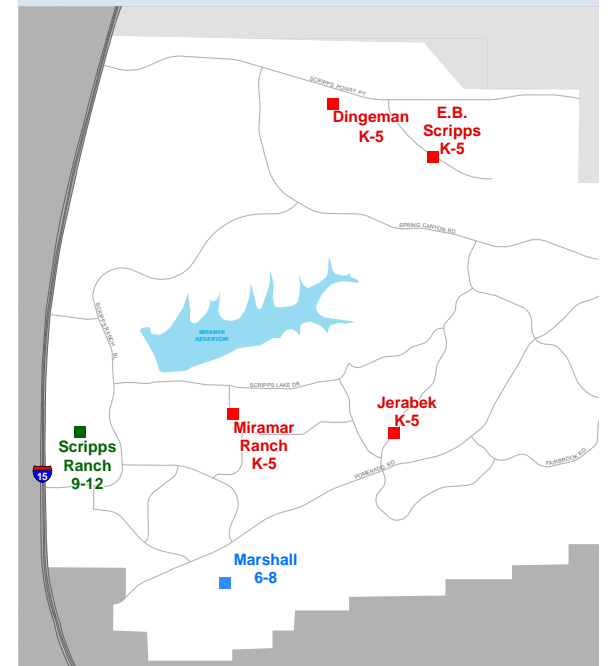 SCRIPPS POWAY PY
Dingeman
K-5
E.B.
Scripps
K-5
SPRING CANYON RD
SCRIPPS RANCH BL
MIRAMAR
RESERVOIR
SCRIPPS LAKE DR
Miramar
Ranch
K-5
Jerabek
K-5
Scripps
Ranch
9-12
15
POMERADO RD
FAIRBROOK RD
Marshall
6-8